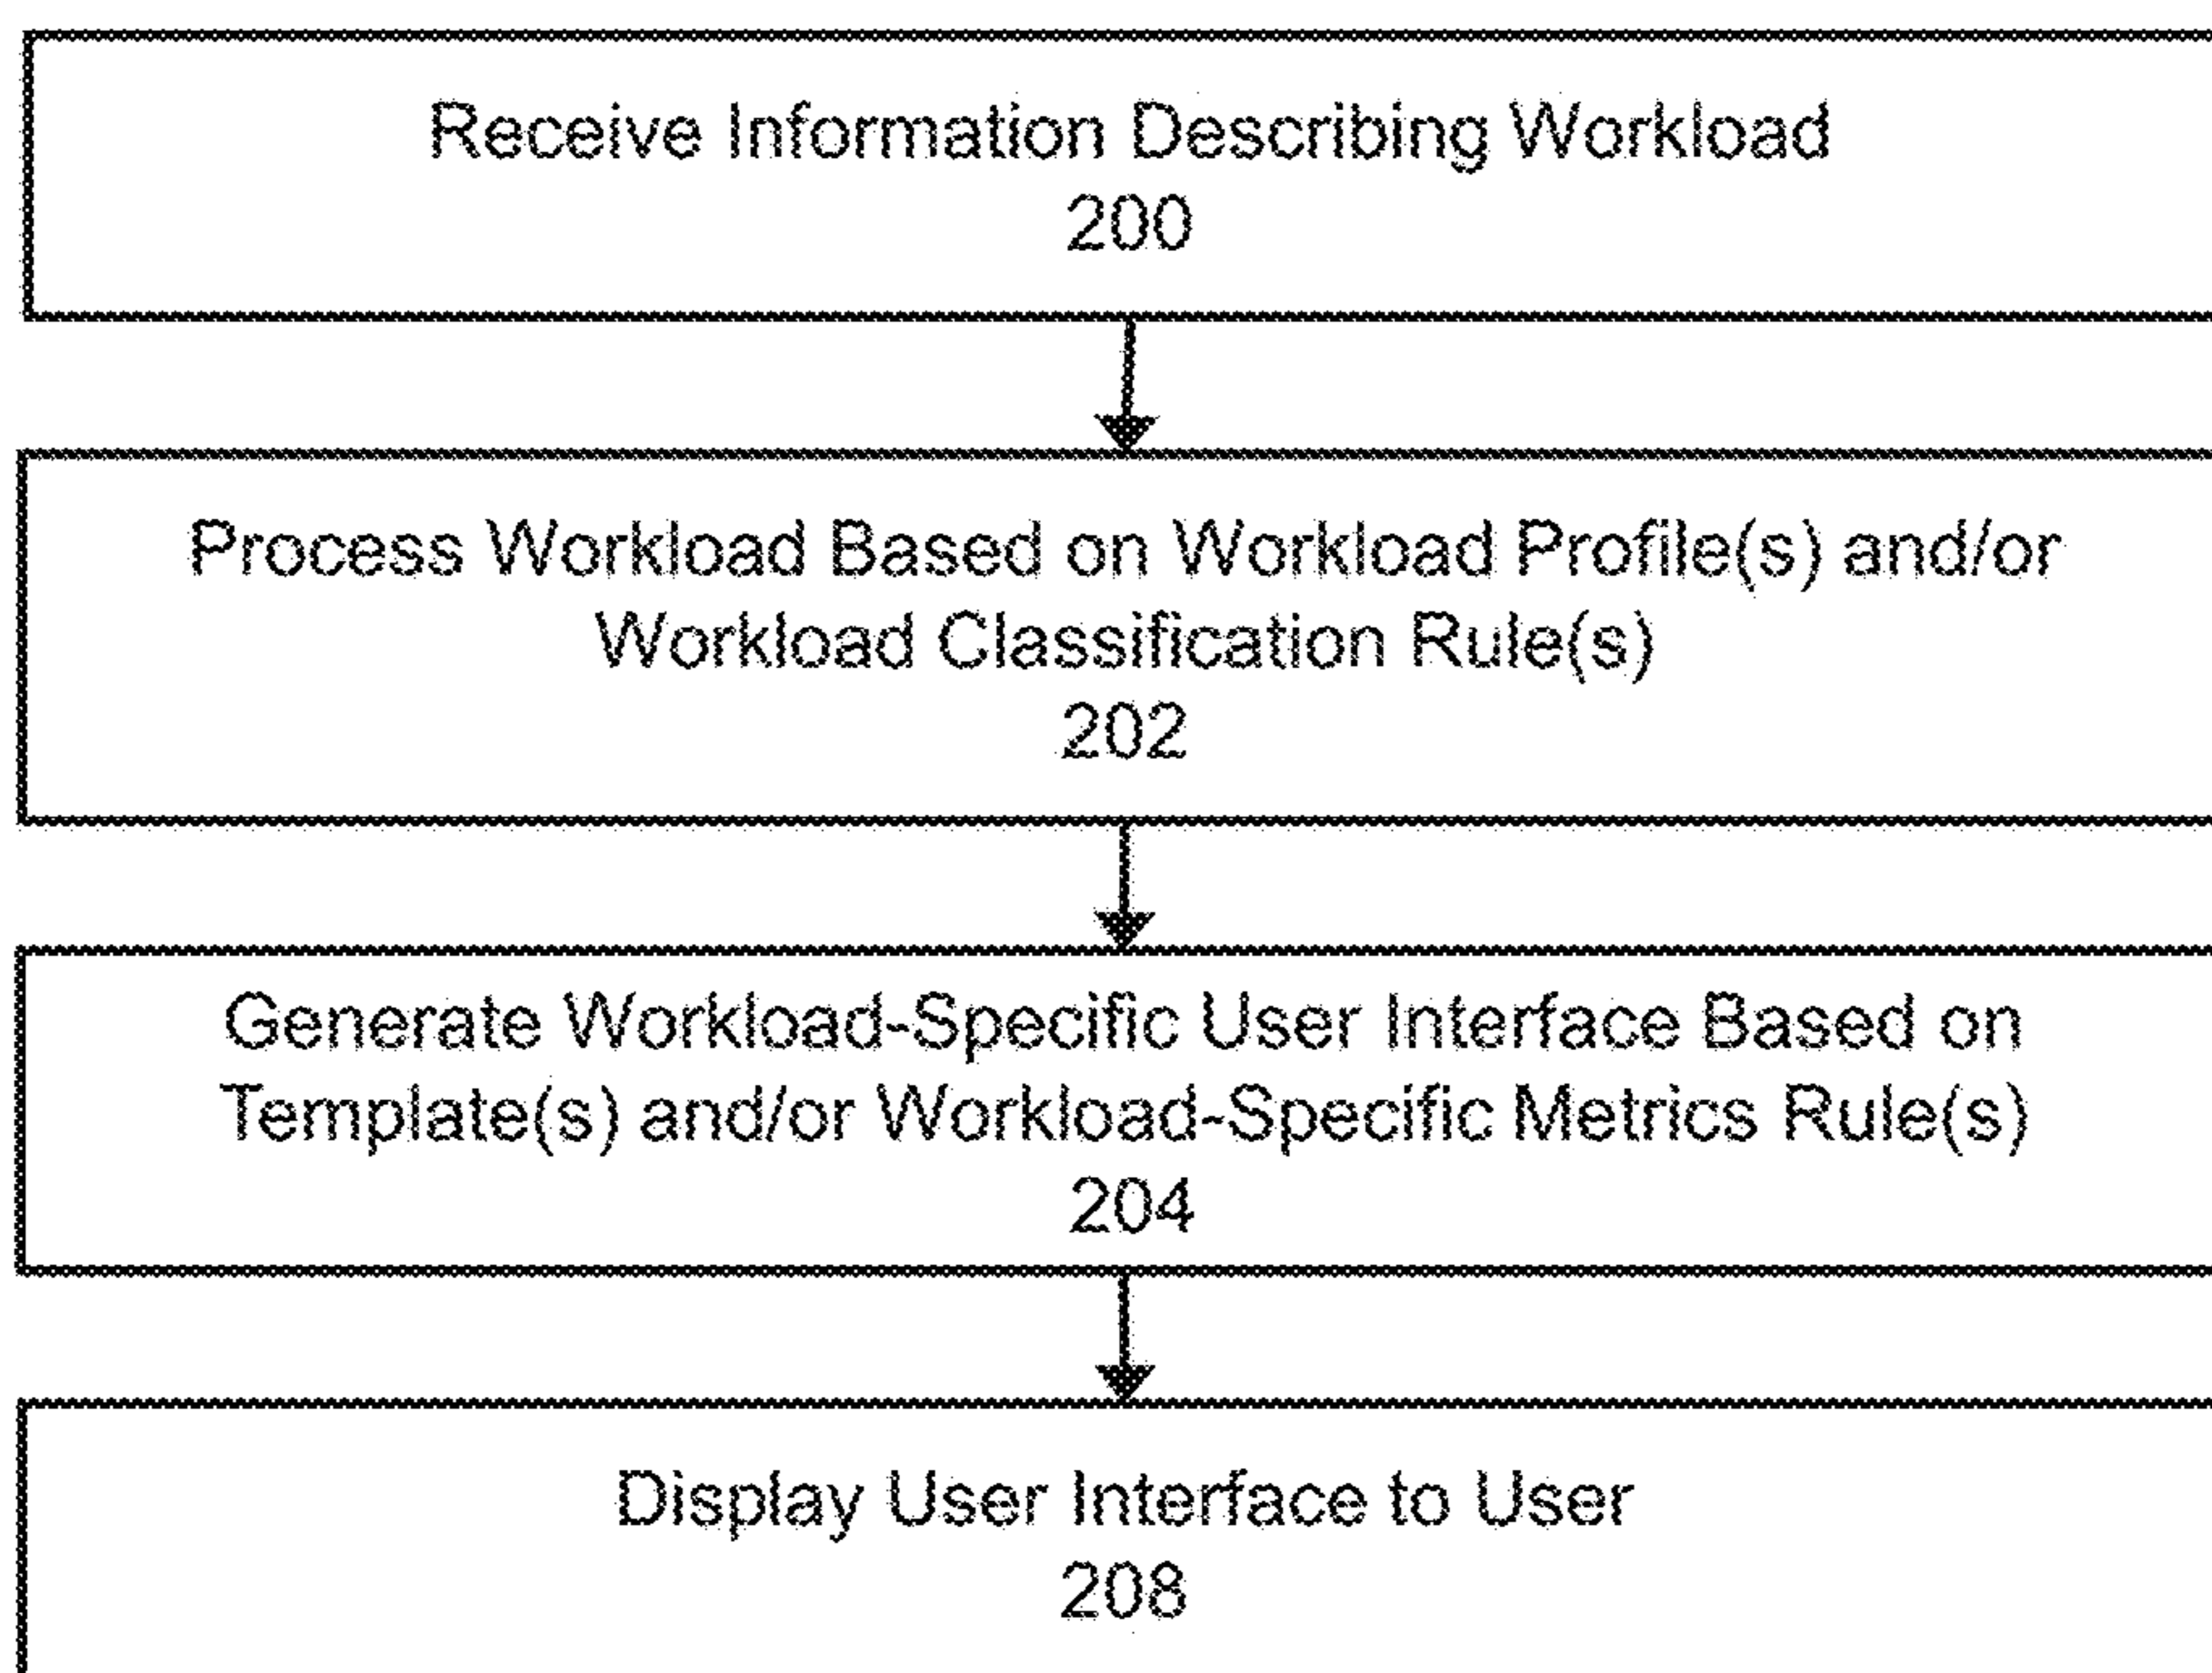 Receive Information Describing Workload
200
Process Workload Based on Workload Profile(s) and/or
Workload Classification Rule(s)
202
Generate Workload-Specific User Interface Based on
Template(s) and/or Workload-Specific Metrics Rule(s)
204
Display User Interface to User
208